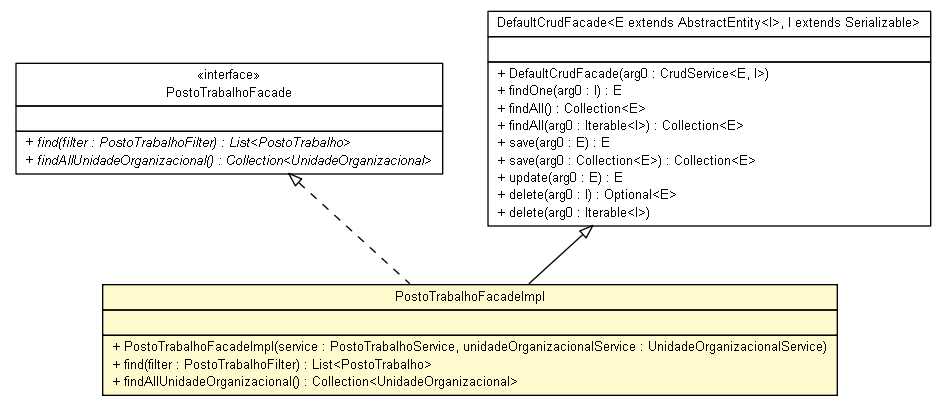 DefaultCrudFacade<E extends AbstractEntity<I>, I extends Serializable>
+ DefaultCrudFacade(arg0 : CrudService<E, I>)
+ findOne(arg0 : I) : E
+ findAll() : Collection<E>
+ findAll(arg0 : Iterable<I>) : Collection<E>
+ save(arg0 : E) : E
+ save(arg0 : Collection<E>) : Collection<E>
+ update(arg0 : E) : E
+ delete(arg0 : I) : Optional<E>
+ delete(arg0 : Iterable<I>)
«interface»
PostoTrabalhoFacade
+ find(filter : PostoTrabalhoFilter) : List<PostoTrabalho>
+ findAllUnidadeOrganizacional() : Collection<UnidadeOrganizacional>
PostoTrabalhoFacadeImpl
+ PostoTrabalhoFacadeImpl(service : PostoTrabalhoService, unidadeOrganizacionalService : UnidadeOrganizacionalService)
+ find(filter : PostoTrabalhoFilter) : List<PostoTrabalho>
+ findAllUnidadeOrganizacional() : Collection<UnidadeOrganizacional>